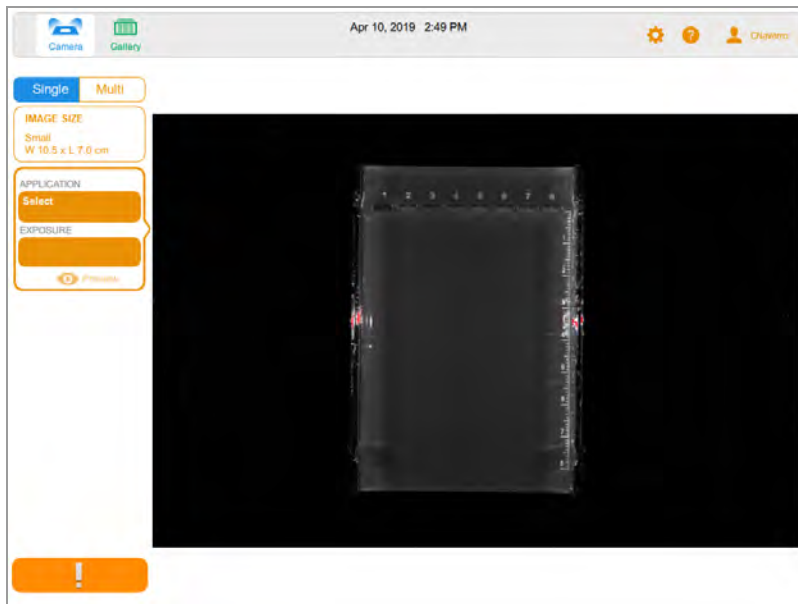 Apr 10, 2019 2:49 PM
Camera
Gallery
?
Single
Multi
IMAGE SIZE
Small
W 10.5 x L 7.0 cm
APPLICATION
Select
EXPOSURE
Preview
1 2 3 4 5 6 7 8
!